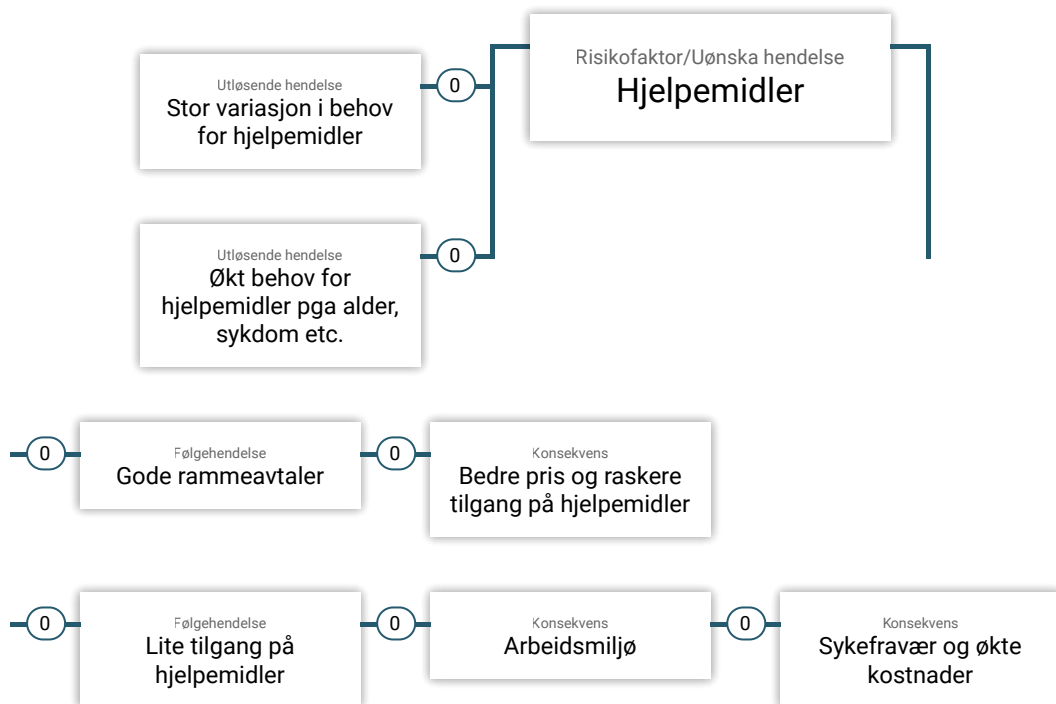 Risikofaktor/Uønska hendelse
Hjelpemidler
Utløsende hendelse
Stor variasjon i behov
for hjelpemidler
0
Utløsende hendelse
Økt behov for
hjelpemidler pga alder,
sykdom etc.
0
0
Følgehendelse
Gode rammeavtaler
0
Konsekvens
Bedre pris og raskere
tilgang på hjelpemidler
0
Følgehendelse
Lite tilgang på
hjelpemidler
0
Konsekvens
Arbeidsmiljø
0
Konsekvens
Sykefravær og økte
kostnader